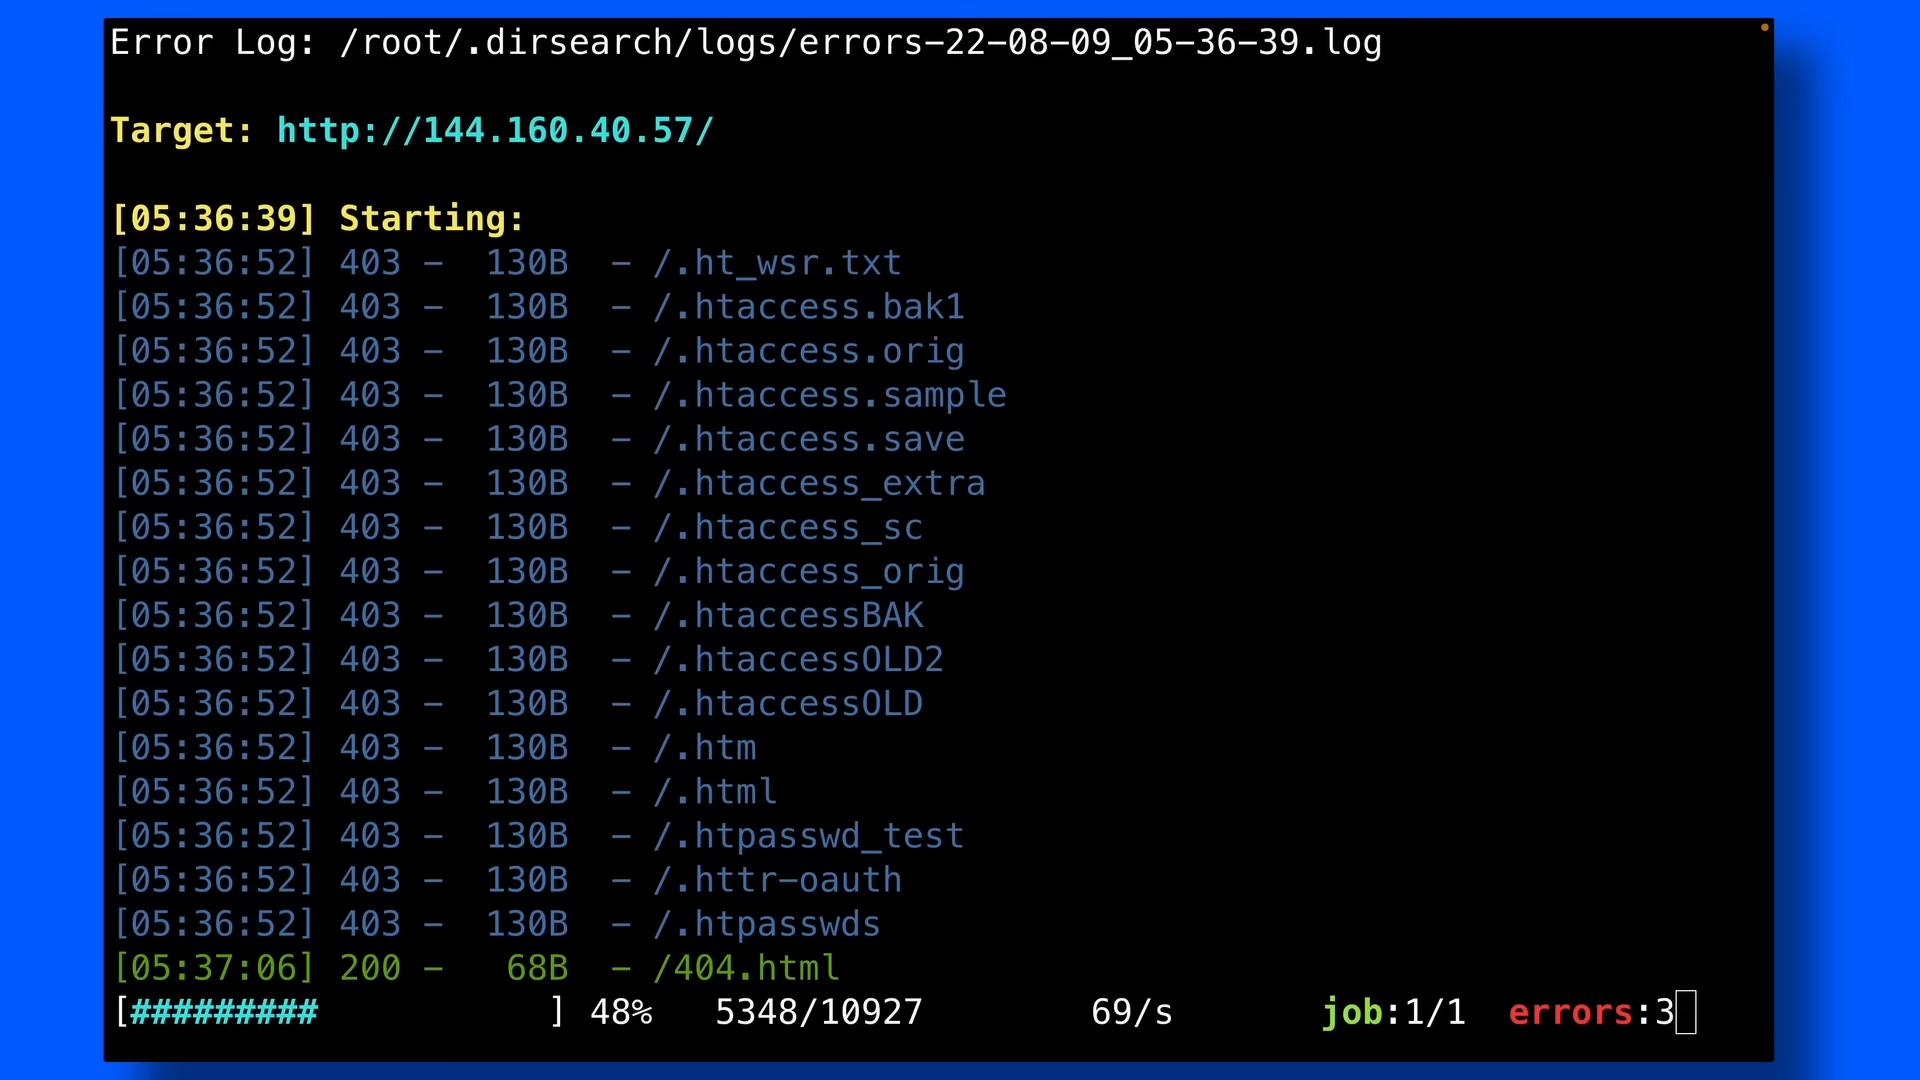 Error Log: /root/.dirsearch/logs/errors-22-08-09_05-36-39.log
Target: http://144.160.40.57/
[05:36:39] Starting:
[05:36:52] 403 -   130B  - /.ht_wsr.txt
[05:36:52] 403 -   130B  - /.htaccess.bak1
[05:36:52] 403 -   130B  - /.htaccess.orig
[05:36:52] 403 -   130B  - /.htaccess.sample
[05:36:52] 403 -   130B  - /.htaccess.save
[05:36:52] 403 -   130B  - /.htaccess_extra
[05:36:52] 403 -   130B  - /.htaccess_sc
[05:36:52] 403 -   130B  - /.htaccess_orig
[05:36:52] 403 -   130B  - /.htaccessBAK
[05:36:52] 403 -   130B  - /.htaccessOLD2
[05:36:52] 403 -   130B  - /.htaccessOLD
[05:36:52] 403 -   130B  - /.htm
[05:36:52] 403 -   130B  - /.html
[05:36:52] 403 -   130B  - /.htpasswd_test
[05:36:52] 403 -   130B  - /.httr-oauth
[05:36:52] 403 -   130B  - /.htpasswds
[05:37:06] 200 -    68B  - /404.html
[#########           ] 48%   5348/10927        69/s       job:1/1  errors:3